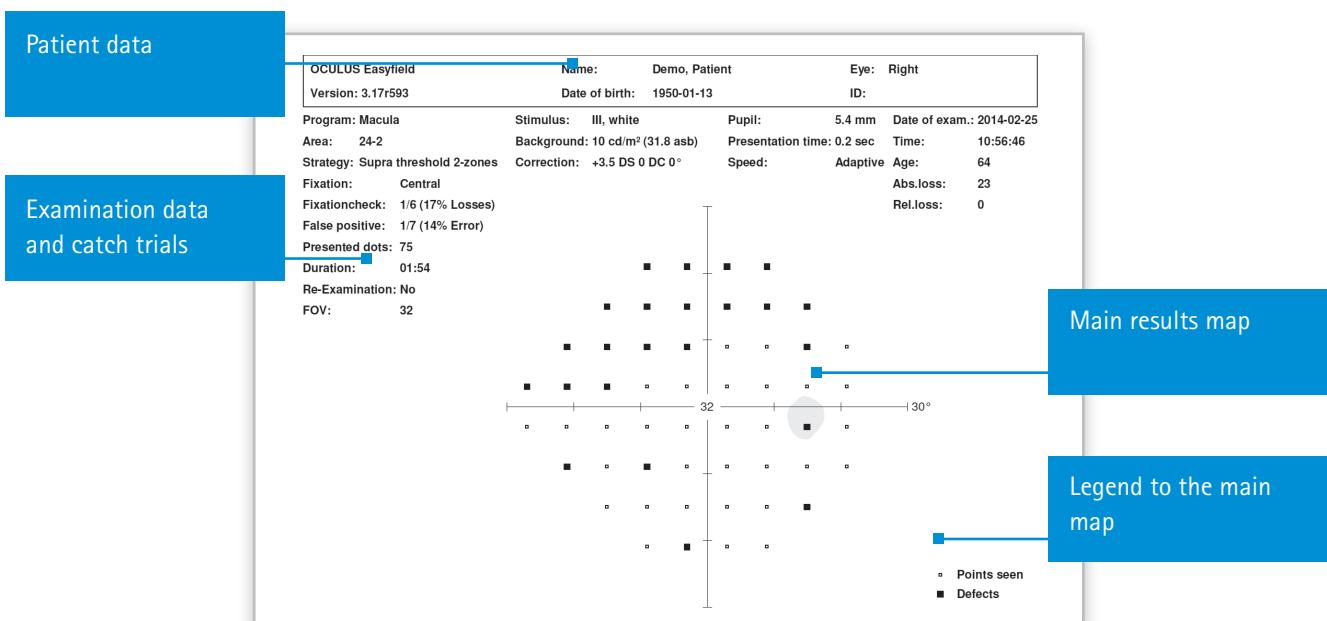 Patient data
OCULUS Easyfield Name: Demo, Patient Eye: Right
Version: 3.17r593 Date of birth: 1950-01-13 ID:
Program: Macula Stimulus: III, white Pupil: 5.4 mm Date of exam.: 2014-02-25
Area: 24-2 Background: 10 cd/m² (31.8 asb) Presentation time: 0.2 sec Time: 10:56:46
Strategy: Supra threshold 2-zones Correction: +3.5 DS 0 DC 0° Speed: Adaptive Age: 64
Fixation: Central Abs.loss: 23
Fixationcheck: 1/6 (17% Losses) Rel.loss: 0
False positive: 1/7 (14% Error)
Presented dots: 75
Duration: 01:54
Re-Examination: No
FOV: 32
Examination data
and catch trials
Main results map
32 30°
Legend to the main
map
Points seen
Defects